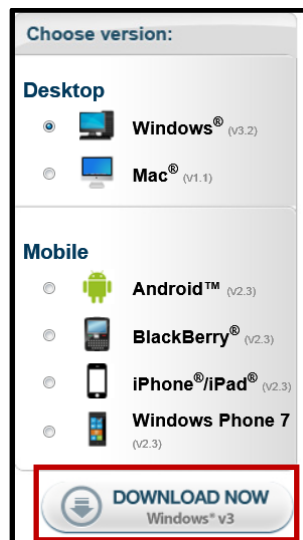 Choose version:
Desktop
Windows® (v3.2)
Mac® (v1.1)
Mobile
Android™ (v2.3)
BlackBerry® (v2.3)
iPhone®/iPad® (v2.3)
Windows Phone 7
(v2.3)
DOWNLOAD NOW
Windows® v3